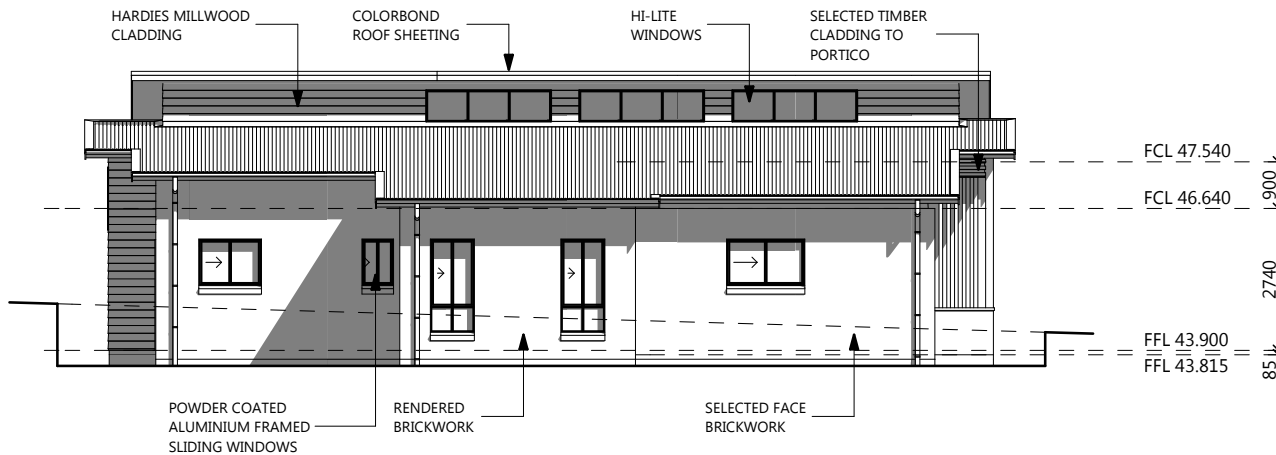 HARDIES MILLWOOD
CLADDING
COLORBOND
ROOF SHEETING
HI-LITE
WINDOWS
SELECTED TIMBER
CLADDING TO
PORTICO
FCL 47.540
900
FCL 46.640
2740
FFL 43.900
FFL 43.815
85
POWDER COATED
ALUMINIUM FRAMED
SLIDING WINDOWS
RENDERED
BRICKWORK
SELECTED FACE
BRICKWORK